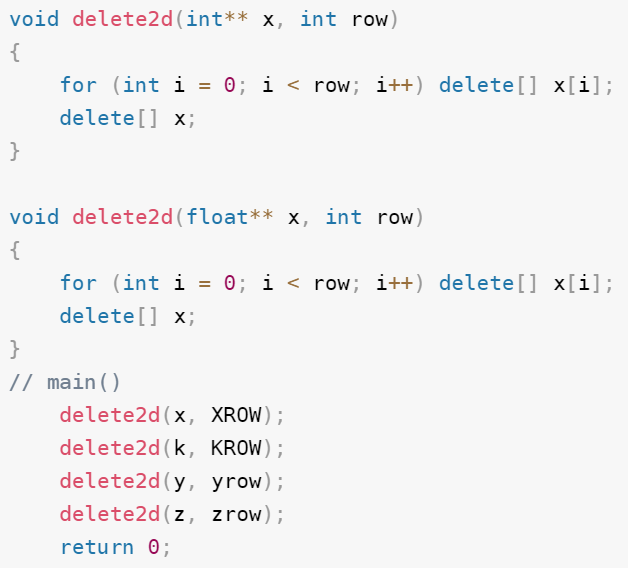 void delete2d(int** x, int row)
{
    for (int i = 0; i < row; i++) delete[] x[i];
    delete[] x;
}

void delete2d(float** x, int row)
{
    for (int i = 0; i < row; i++) delete[] x[i];
    delete[] x;
}
// main()
    delete2d(x, XROW);
    delete2d(k, KROW);
    delete2d(y, yrow);
    delete2d(z, zrow);
    return 0;